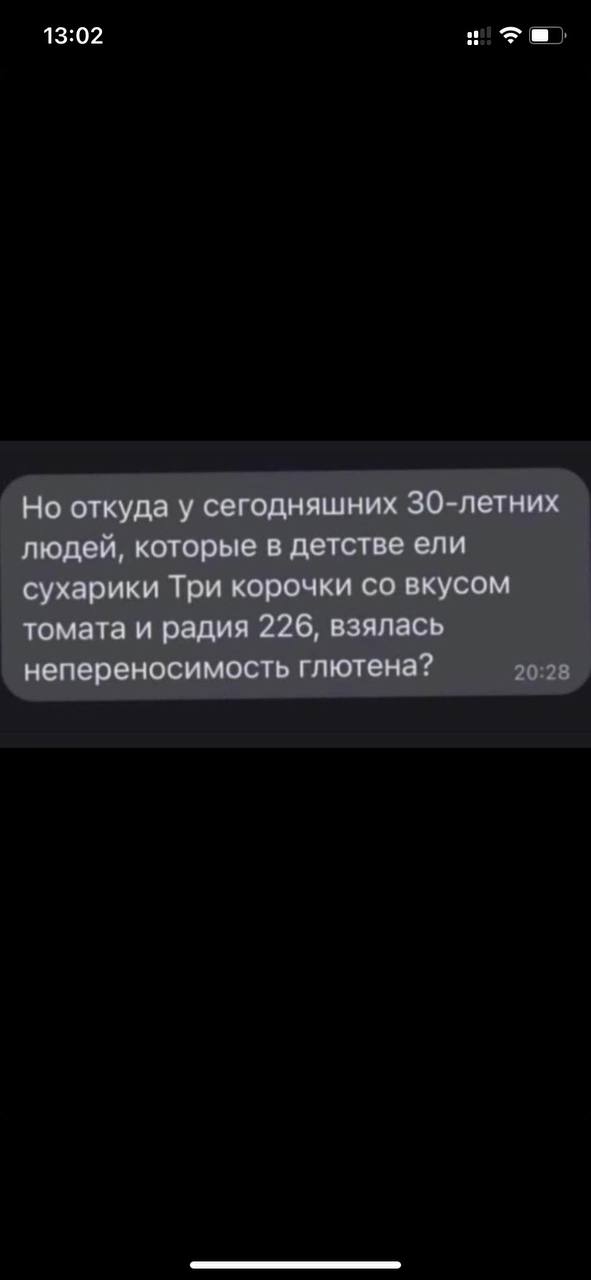 13:02
Но откуда у сегодняшних 30-летних
людей, которые в детстве ели
сухарики Три корочки со вкусом
томата и радия 226, взялась
непереносимость глютена?
20:28